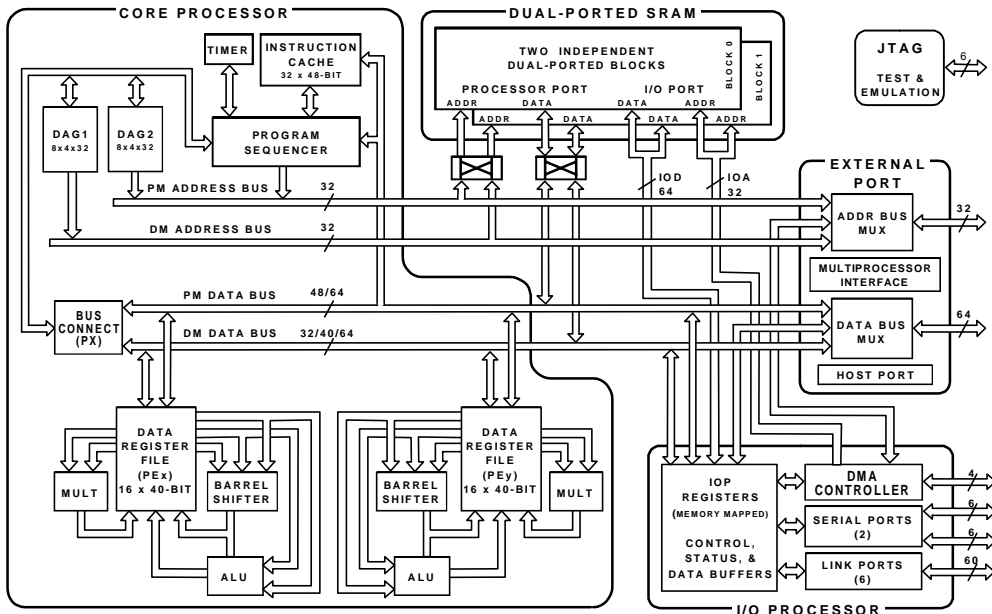 CORE PROCESSOR
TIMER
INSTRUCTION
CACHE
32 x 48-BIT
DAG1
8x4x32
DAG2
8x4x32
PROGRAM
SEQUENCER
PM ADDRESS BUS
32
DM ADDRESS BUS
32
PM DATA BUS
48/64
DM DATA BUS
32/40/64
BUS
CONNECT
(PX)
DATA
REGISTER
FILE
(PEx)
16 x 40-BIT
MULT
BARREL
SHIFTER
ALU
DATA
REGISTER
FILE
(PEy)
16 x 40-BIT
BARREL
SHIFTER
MULT
ALU
DUAL-PORTED SRAM
TWO INDEPENDENT
DUAL-PORTED BLOCKS
PROCESSOR PORT
I/O PORT
ADDR
DATA
DATA
ADDR
ADDR
DATA
DATA
ADDR
BLOCK 0
BLOCK 1
IOD
64
IOA
32
JTAG
TEST &
EMULATION
6
EXTERNAL
PORT
ADDR BUS
MUX
32
MULTIPROCESSOR
INTERFACE
DATA BUS
MUX
64
HOST PORT
IOP
REGISTERS
(MEMORY MAPPED)
CONTROL,
STATUS, &
DATA BUFFERS
DMA
CONTROLLER
4
SERIAL PORTS
(2)
6
6
LINK PORTS
(6)
60
I/O PROCESSOR